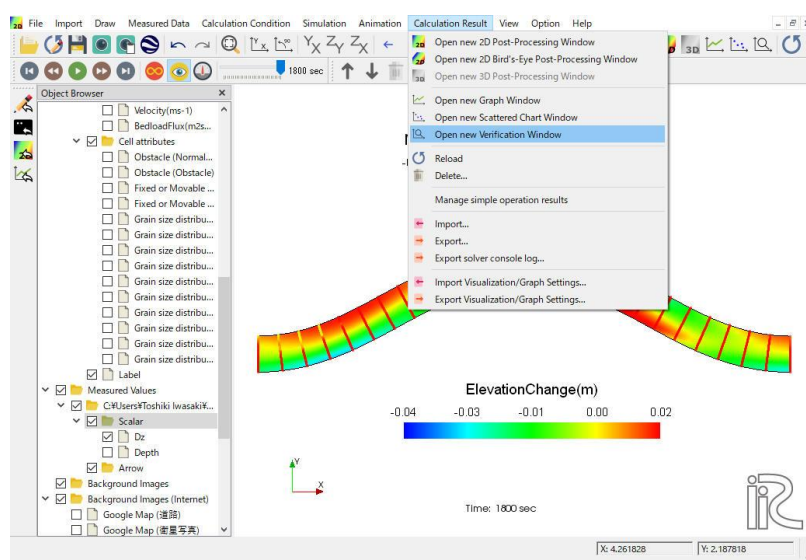 File Import Draw Measured Data Calculation Condition Simulation Animation Calculation Result View Option Help
1800 sec
Open new 2D Post-Processing Window
Open new 2D Bird's-Eye Post-Processing Window
Open new 3D Post-Processing Window
Open new Graph Window
Open new Scattered Chart Window
Open new Verification Window
Reload
Delete...
Manage simple operation results
Import...
Export...
Export solver console log...
Import Visualization/Graph Settings...
Export Visualization/Graph Settings...
Object Browser
Velocity(ms-1)
BedloadFlux(m2s...
Cell attributes
Obstacle (Normal...
Obstacle (Obstacle)
Fixed or Movable ...
Fixed or Movable ...
Grain size distribu...
Grain size distribu...
Grain size distribu...
Grain size distribu...
Grain size distribu...
Grain size distribu...
Grain size distribu...
Grain size distribu...
Grain size distribu...
Grain size distribu...
Grain size distribu...
Label
Measured Values
C:¥Users¥Toshiki Iwasaki¥...
Scalar
Dz
Depth
Arrow
Background Images
Background Images (Internet)
Google Map (道路)
Google Map (衛星写真)
ElevationChange(m)
-0.04 -0.03 -0.01 0.00 0.02
Y
X
Time: 1800 sec
iRIC
X: 4.261828
Y: 2.187818